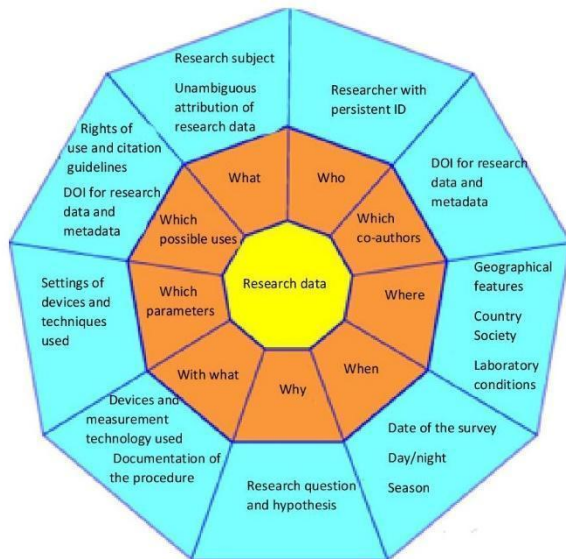 Research subject
Unambiguous
attribution of
research data
Researcher with
persistent ID
Rights of
use and citation
guidelines
DOI for research
data and
metadata
DOI for research
data and
metadata
What
Who
Which
possible uses
Which
co-authors
Research data
Settings of
devices and
techniques
used
Which
parameters
Where
Geographical
features
Country
Society
Laboratory
conditions
With what
Why
When
Devices and
measurement
technology used
Documentation of
the procedure
Research question
and hypothesis
Date of the survey
Day/night
Season